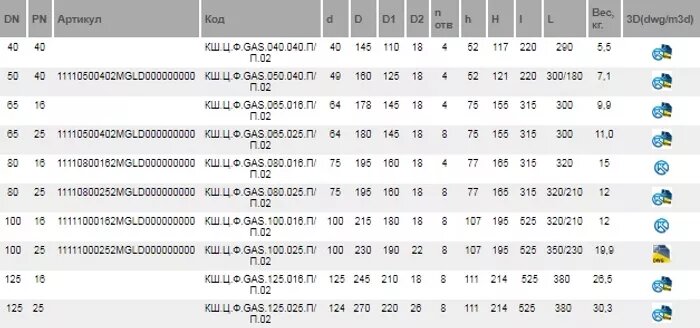 DN PN Артикул Код d D D1 D2 n отв h H l L Вес, кг. 3D(dwg/m3d)
40 40 КШ.Ц.Ф.GAS.040.040.П/П.02 40 145 110 18 4 52 117 220 290 5,5
50 40 11110500402MGLD000000000 КШ.Ц.Ф.GAS.050.040.П/П.02 49 160 125 18 4 52 121 220 300/180 7,1
65 16 КШ.Ц.Ф.GAS.065.016.П/П.02 64 178 145 18 4 77 155 315 300 9,9
65 25 11110500402MGLD000000000 КШ.Ц.Ф.GAS.065.025.П/П.02 64 180 145 18 8 77 155 315 300 11,0
80 16 11110800162MGLD000000000 КШ.Ц.Ф.GAS.080.016.П/П.02 75 195 160 18 4 77 165 315 320 15
80 25 11110800252MGLD000000000 КШ.Ц.Ф.GAS.080.025.П/П.02 75 195 160 18 8 77 165 315 320/210 12
100 16 11111000162MGLD000000000 КШ.Ц.Ф.GAS.100.016.П/П.02 100 215 180 18 8 107 195 525 320/210 12
100 25 11111000252MGLD000000000 КШ.Ц.Ф.GAS.100.025.П/П.02 100 230 190 22 8 107 195 525 350/230 19,9 DWG
125 16 КШ.Ц.Ф.GAS.125.016.П/П.02 125 245 210 18 8 111 214 525 380 26,5
125 25 КШ.Ц.Ф.GAS.125.025.П/П.02 124 270 220 26 8 111 214 525 380 30,3